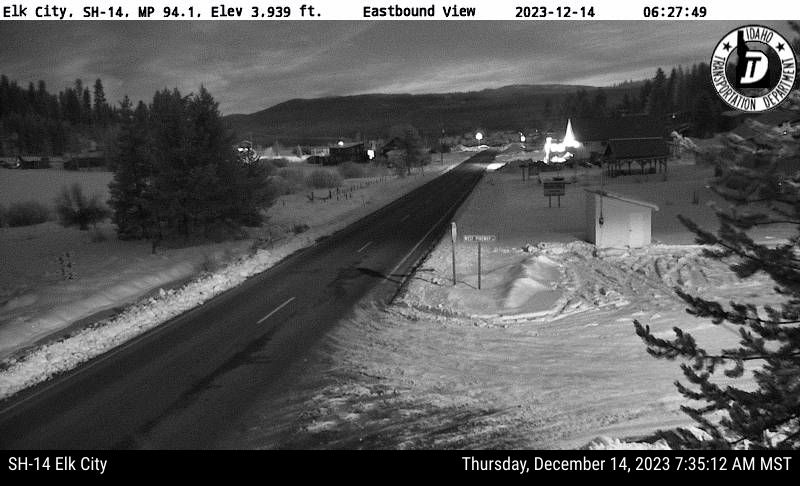 Elk City, SH-14, MP 94.1, Elev 3,939 ft. Eastbound View 2023-12-14 06:27:49
IDAHO
TRANSPORTATION DEPARTMENT
SH-14 Elk City Thursday, December 14, 2023 7:35:12 AM MST